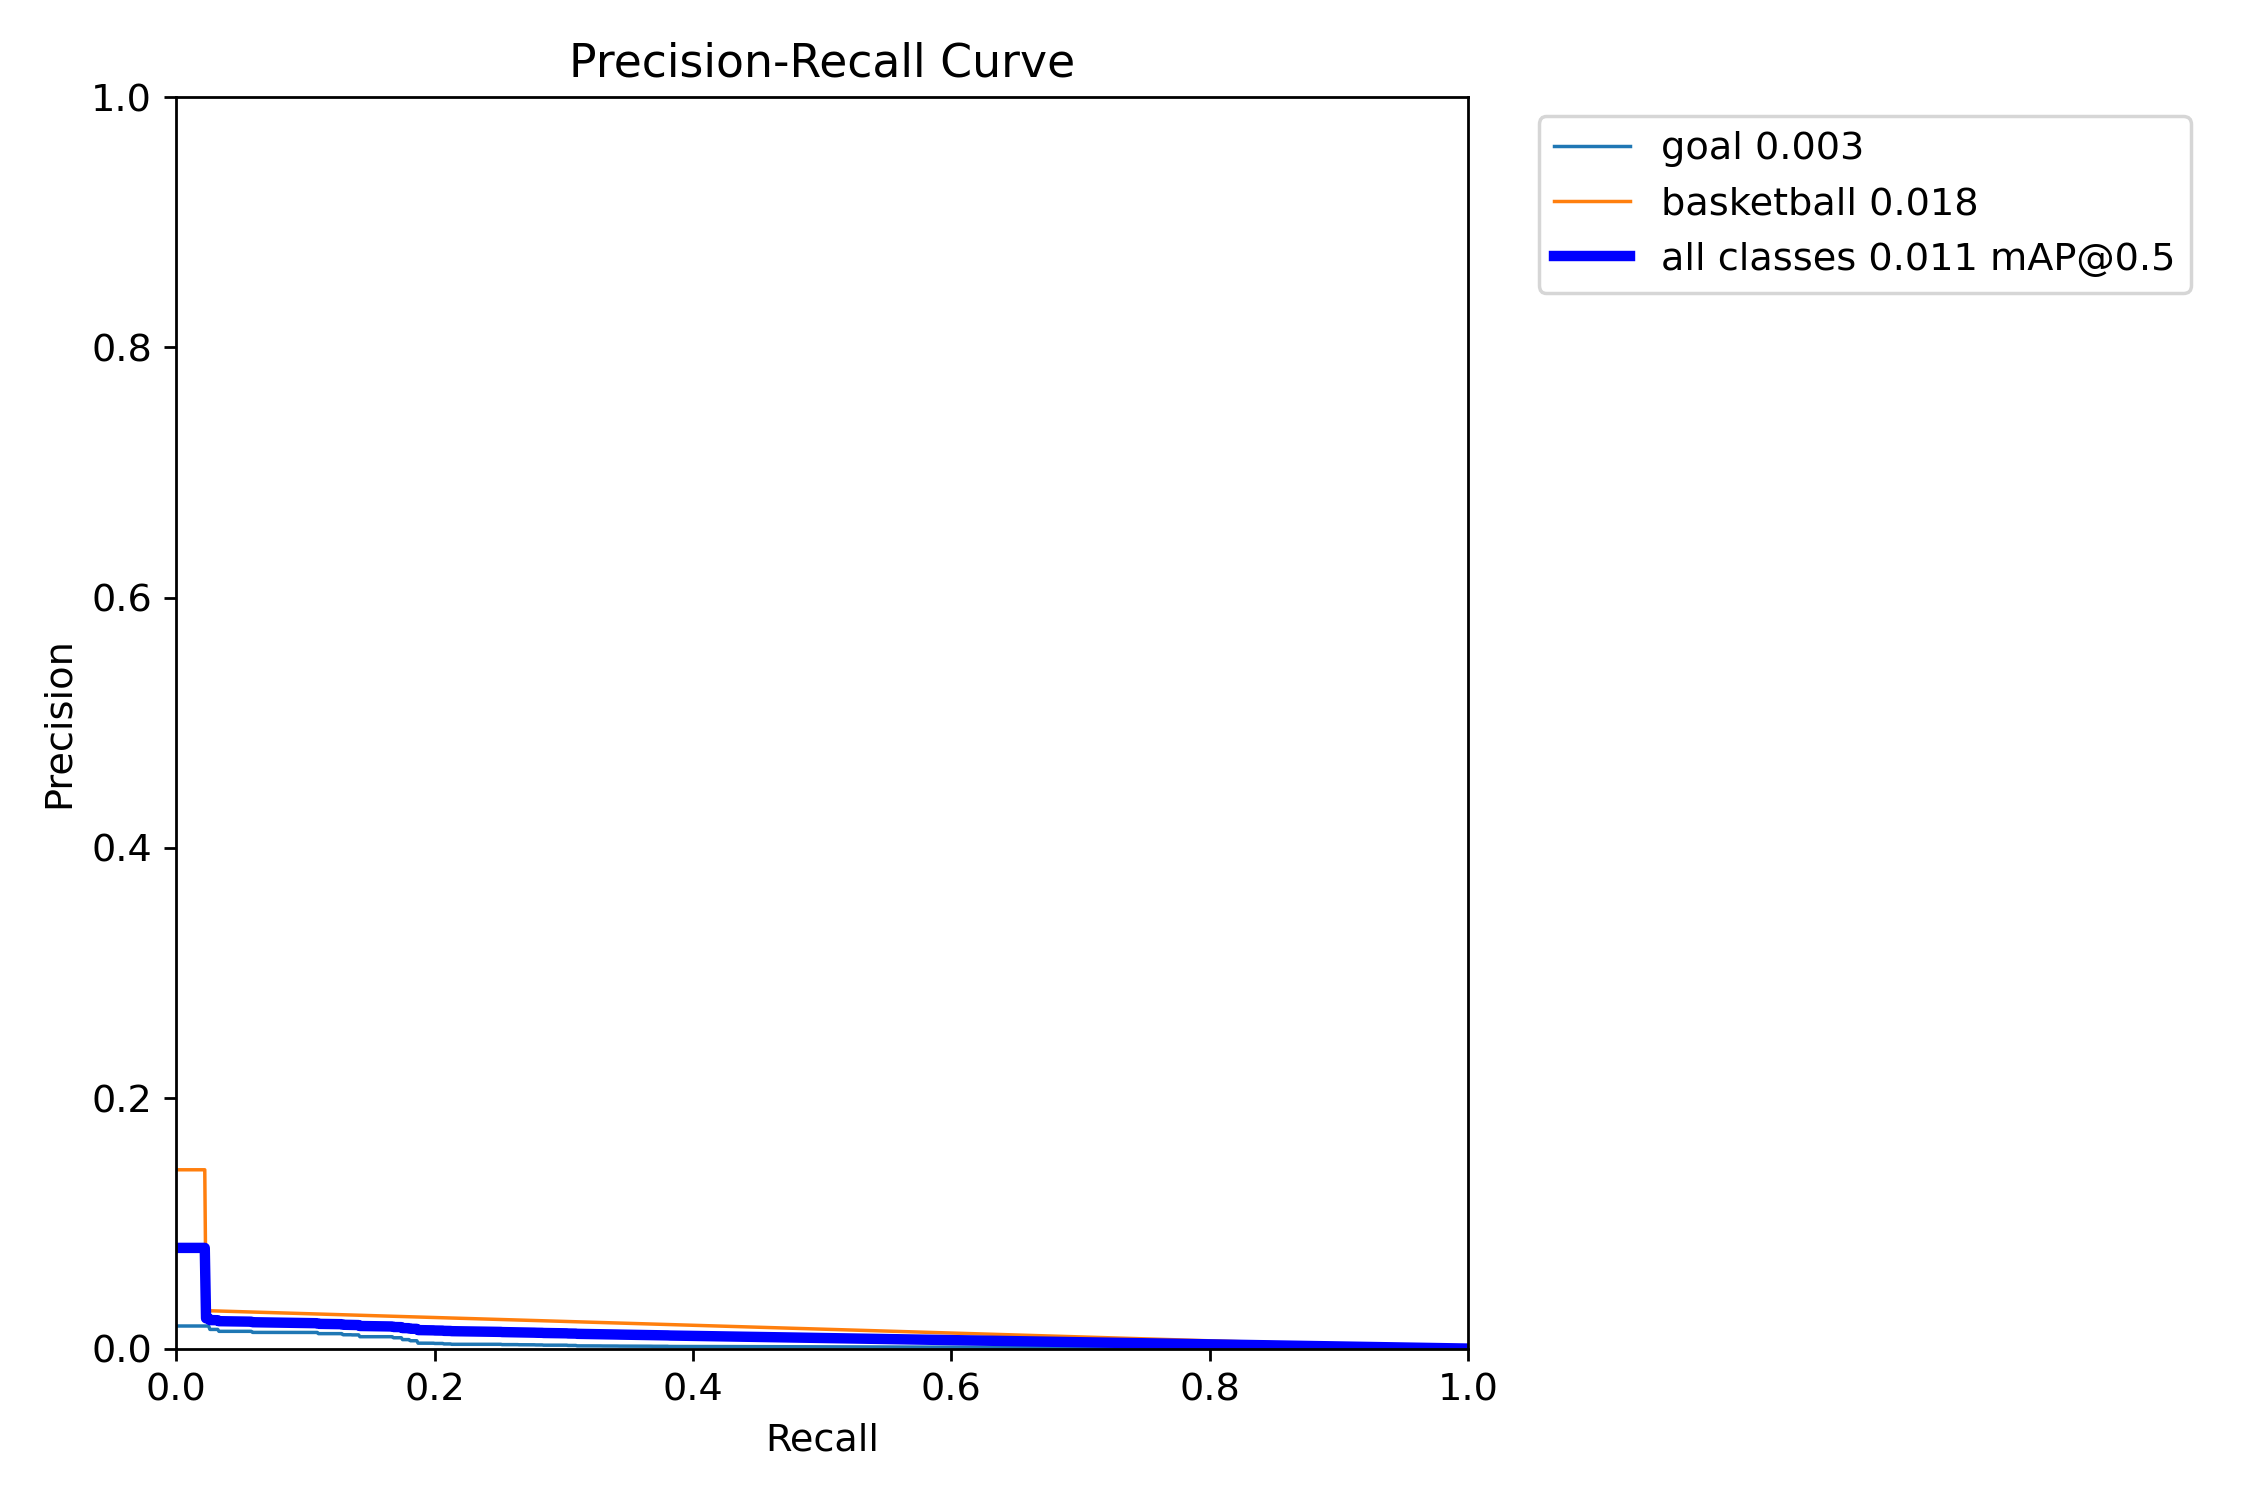 Precision-Recall Curve
1.0
0.8
0.6
0.4
0.2
0.0
Precision
0.0 0.2 0.4 0.6 0.8 1.0
Recall
goal 0.003
basketball 0.018
all classes 0.011 mAP@0.5